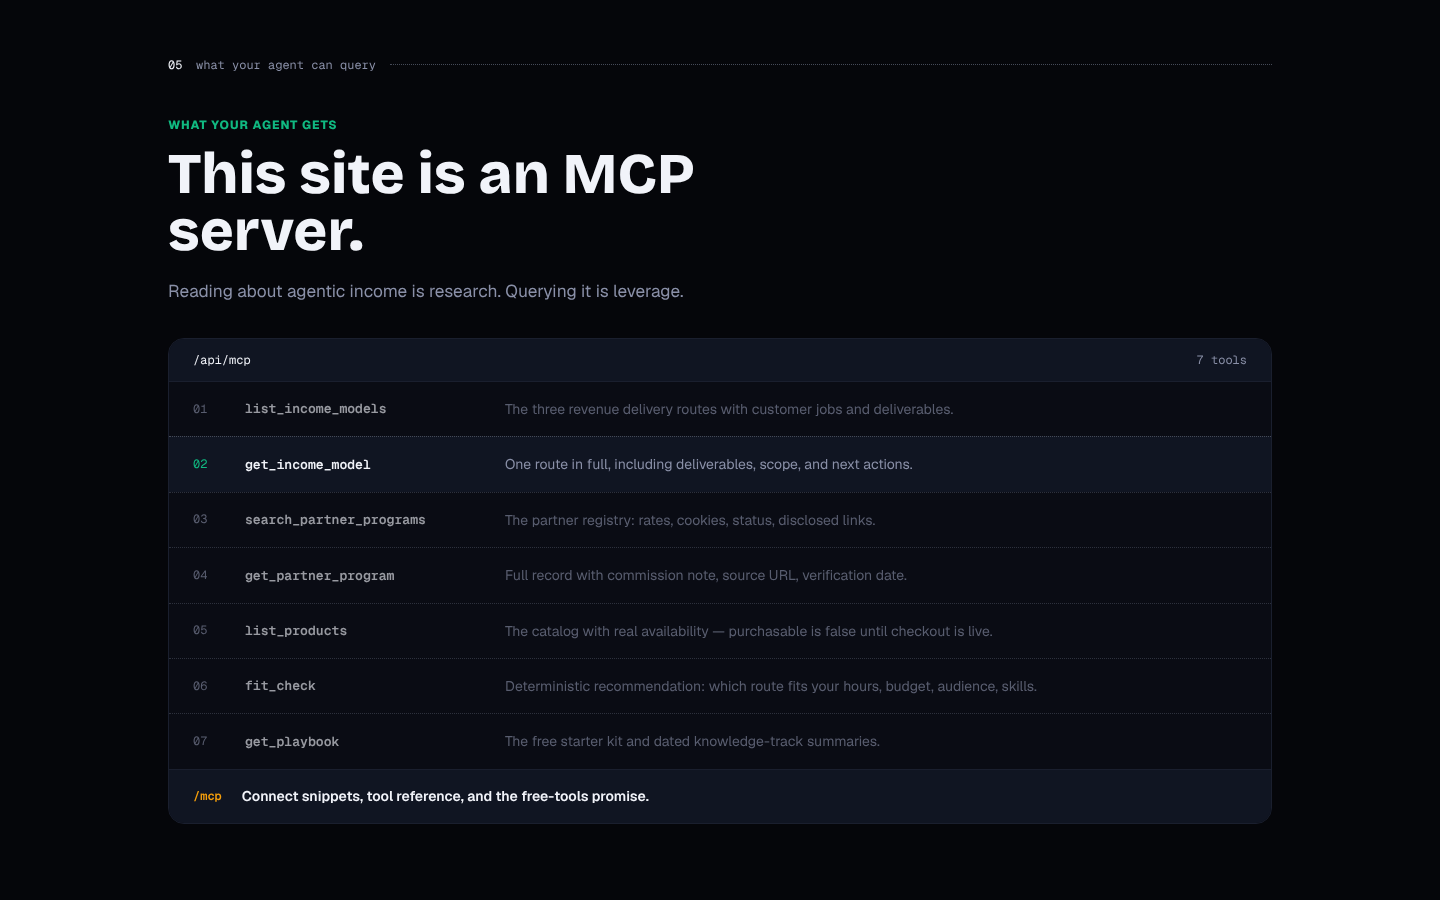 05 what your agent can query
WHAT YOUR AGENT GETS
This site is an MCP
server.
Reading about agentic income is research. Querying it is leverage.
/api/mcp 7 tools
01 list_income_models The three revenue delivery routes with customer jobs and deliverables.
02 get_income_model One route in full, including deliverables, scope, and next actions.
03 search_partner_programs The partner registry: rates, cookies, status, disclosed links.
04 get_partner_program Full record with commission note, source URL, verification date.
05 list_products The catalog with real availability — purchasable is false until checkout is live.
06 fit_check Deterministic recommendation: which route fits your hours, budget, audience, skills.
07 get_playbook The free starter kit and dated knowledge-track summaries.
/mcp Connect snippets, tool reference, and the free-tools promise.